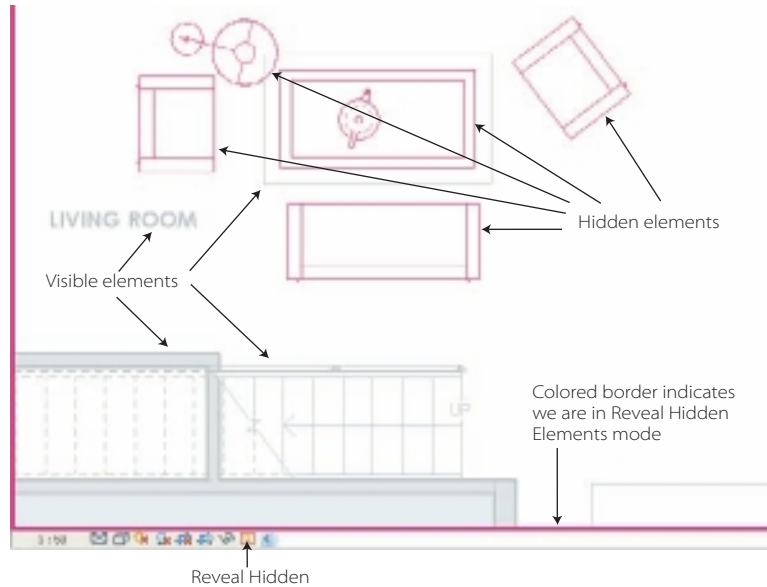 LIVING ROOM
Hidden elements
Visible elements
Colored border indicates
we are in Reveal Hidden
Elements mode
UP
1 : 50
Reveal Hidden